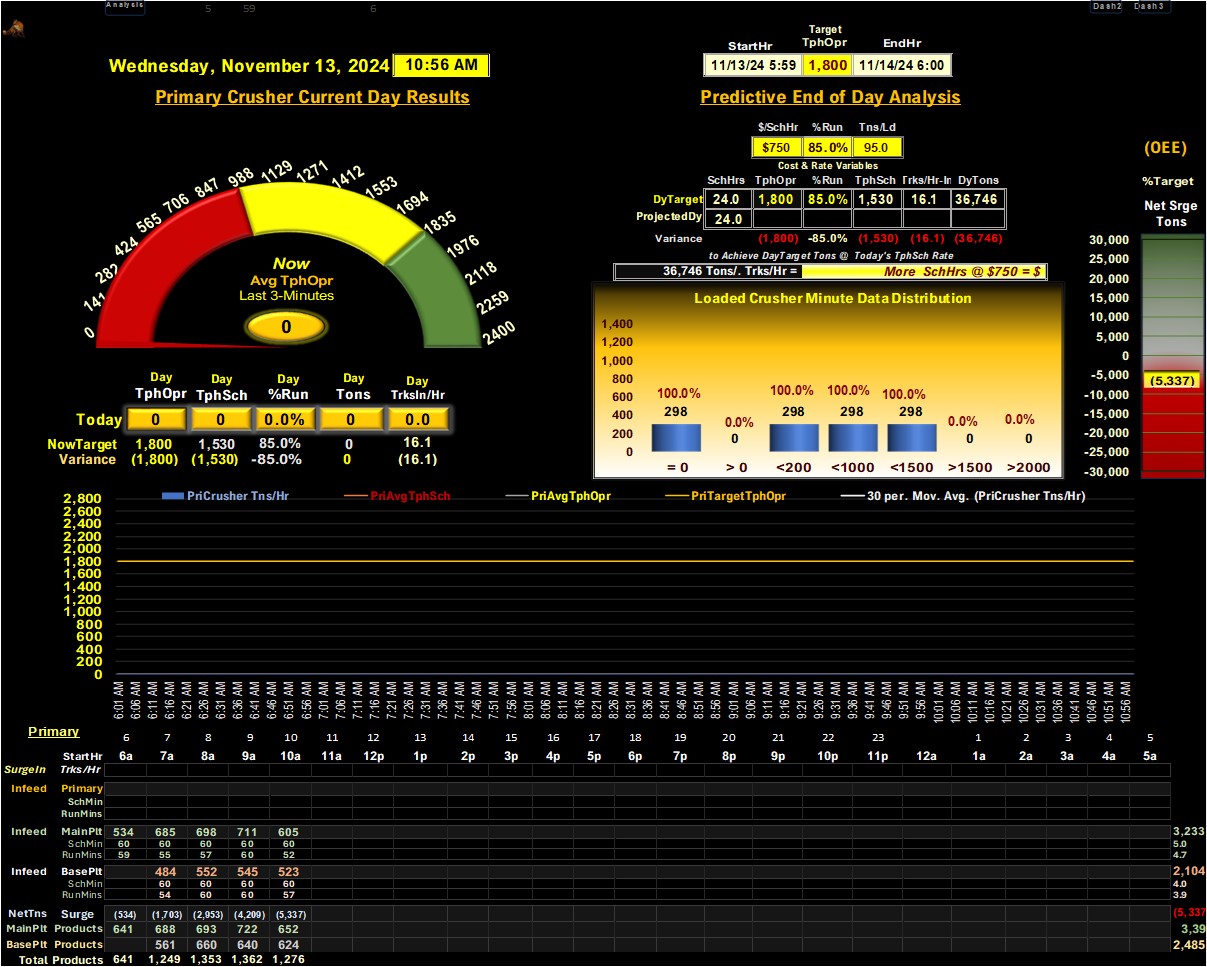 Analysis 5 59 6 Dash2 Dash3
Target
StartHr TphOpr EndHr
Wednesday, November 13, 2024 10:56 AM 11/13/24 5:59 1,800 11/14/24 6:00
Primary Crusher Current Day Results
Predictive End of Day Analysis
$/SchHr %Run Tns/Ld
$750 85.0% 95.0
Cost & Rate Variables
SchHrs TphOpr %Run TphSch Trks/Hr-In DyTons
DyTarget 24.0 1,800 85.0% 1,530 16.1 36,746
ProjectedDy 24.0
Variance (1,800) -85.0% (1,530) (16.1) (36,746)
to Achieve DayTarget Tons @ Today's TphSch Rate
36,746 Tons/. Trks/Hr = More SchHrs @ $750 = $
(OEE)
%Target
Net Srge
Tons
30,000
25,000
20,000
15,000
10,000
5,000
0
-5,000
(5,337)
-10,000
-15,000
-20,000
-25,000
-30,000
0 141 282 424 565 706 847 988 1129 1271 1412 1553 1694 1835 1976 2118 2259 2400
Now
Avg TphOpr
Last 3-Minutes
0
Day Day Day Day Day
TphOpr TphSch %Run Tons TrksIn/Hr
Today 0 0 0.0% 0 0.0
NowTarget 1,800 1,530 85.0% 0 16.1
Variance (1,800) (1,530) -85.0% 0 (16.1)
Loaded Crusher Minute Data Distribution
1,400
1,200
1,000
800
600
400
200
0
100.0% 0.0% 100.0% 100.0% 100.0% 0.0% 0.0%
298 0 298 298 298 0 0
= 0 > 0 <200 <1000 <1500 >1500 >2000
PriCrusher Tns/Hr PriAvgTphSch PriAvgTphOpr PriTargetTphOpr 30 per. Mov. Avg. (PriCrusher Tns/Hr)
2,800
2,600
2,400
2,200
2,000
1,800
1,600
1,400
1,200
1,000
800
600
400
200
0
6:01 AM 6:06 AM 6:11 AM 6:16 AM 6:21 AM 6:26 AM 6:31 AM 6:36 AM 6:41 AM 6:46 AM 6:51 AM 6:56 AM 7:01 AM 7:06 AM 7:11 AM 7:16 AM 7:21 AM 7:26 AM 7:31 AM 7:36 AM 7:41 AM 7:46 AM 7:51 AM 7:56 AM 8:01 AM 8:06 AM 8:11 AM 8:16 AM 8:21 AM 8:26 AM 8:31 AM 8:36 AM 8:41 AM 8:46 AM 8:51 AM 8:56 AM 9:01 AM 9:06 AM 9:11 AM 9:16 AM 9:21 AM 9:26 AM 9:31 AM 9:36 AM 9:41 AM 9:46 AM 9:51 AM 9:56 AM 10:01 AM 10:06 AM 10:11 AM 10:16 AM 10:21 AM 10:26 AM 10:31 AM 10:36 AM 10:41 AM 10:46 AM 10:51 AM 10:56 AM
Primary 6 7 8 9 10 11 12 13 14 15 16 17 18 19 20 21 22 23 1 2 3 4 5
StartHr 6a 7a 8a 9a 10a 11a 12p 1p 2p 3p 4p 5p 6p 7p 8p 9p 10p 11p 12a 1a 2a 3a 4a 5a
SurgeIn Trks/Hr
Infeed Primary
SchMin
RunMins
Infeed MainPlt 534 685 698 711 605 3,233
SchMin 60 60 60 60 60 5.0
RunMins 59 55 57 60 52 4.7
Infeed BasePlt 484 552 545 523 2,104
SchMin 60 60 60 60 4.0
RunMins 54 60 60 57 3.9
NetTns Surge (534) (1,703) (2,953) (4,209) (5,337) (5,337
MainPlt Products 641 688 693 722 652 3,39
BasePlt Products 561 660 640 624 2,485
Total Products 641 1,249 1,353 1,362 1,276